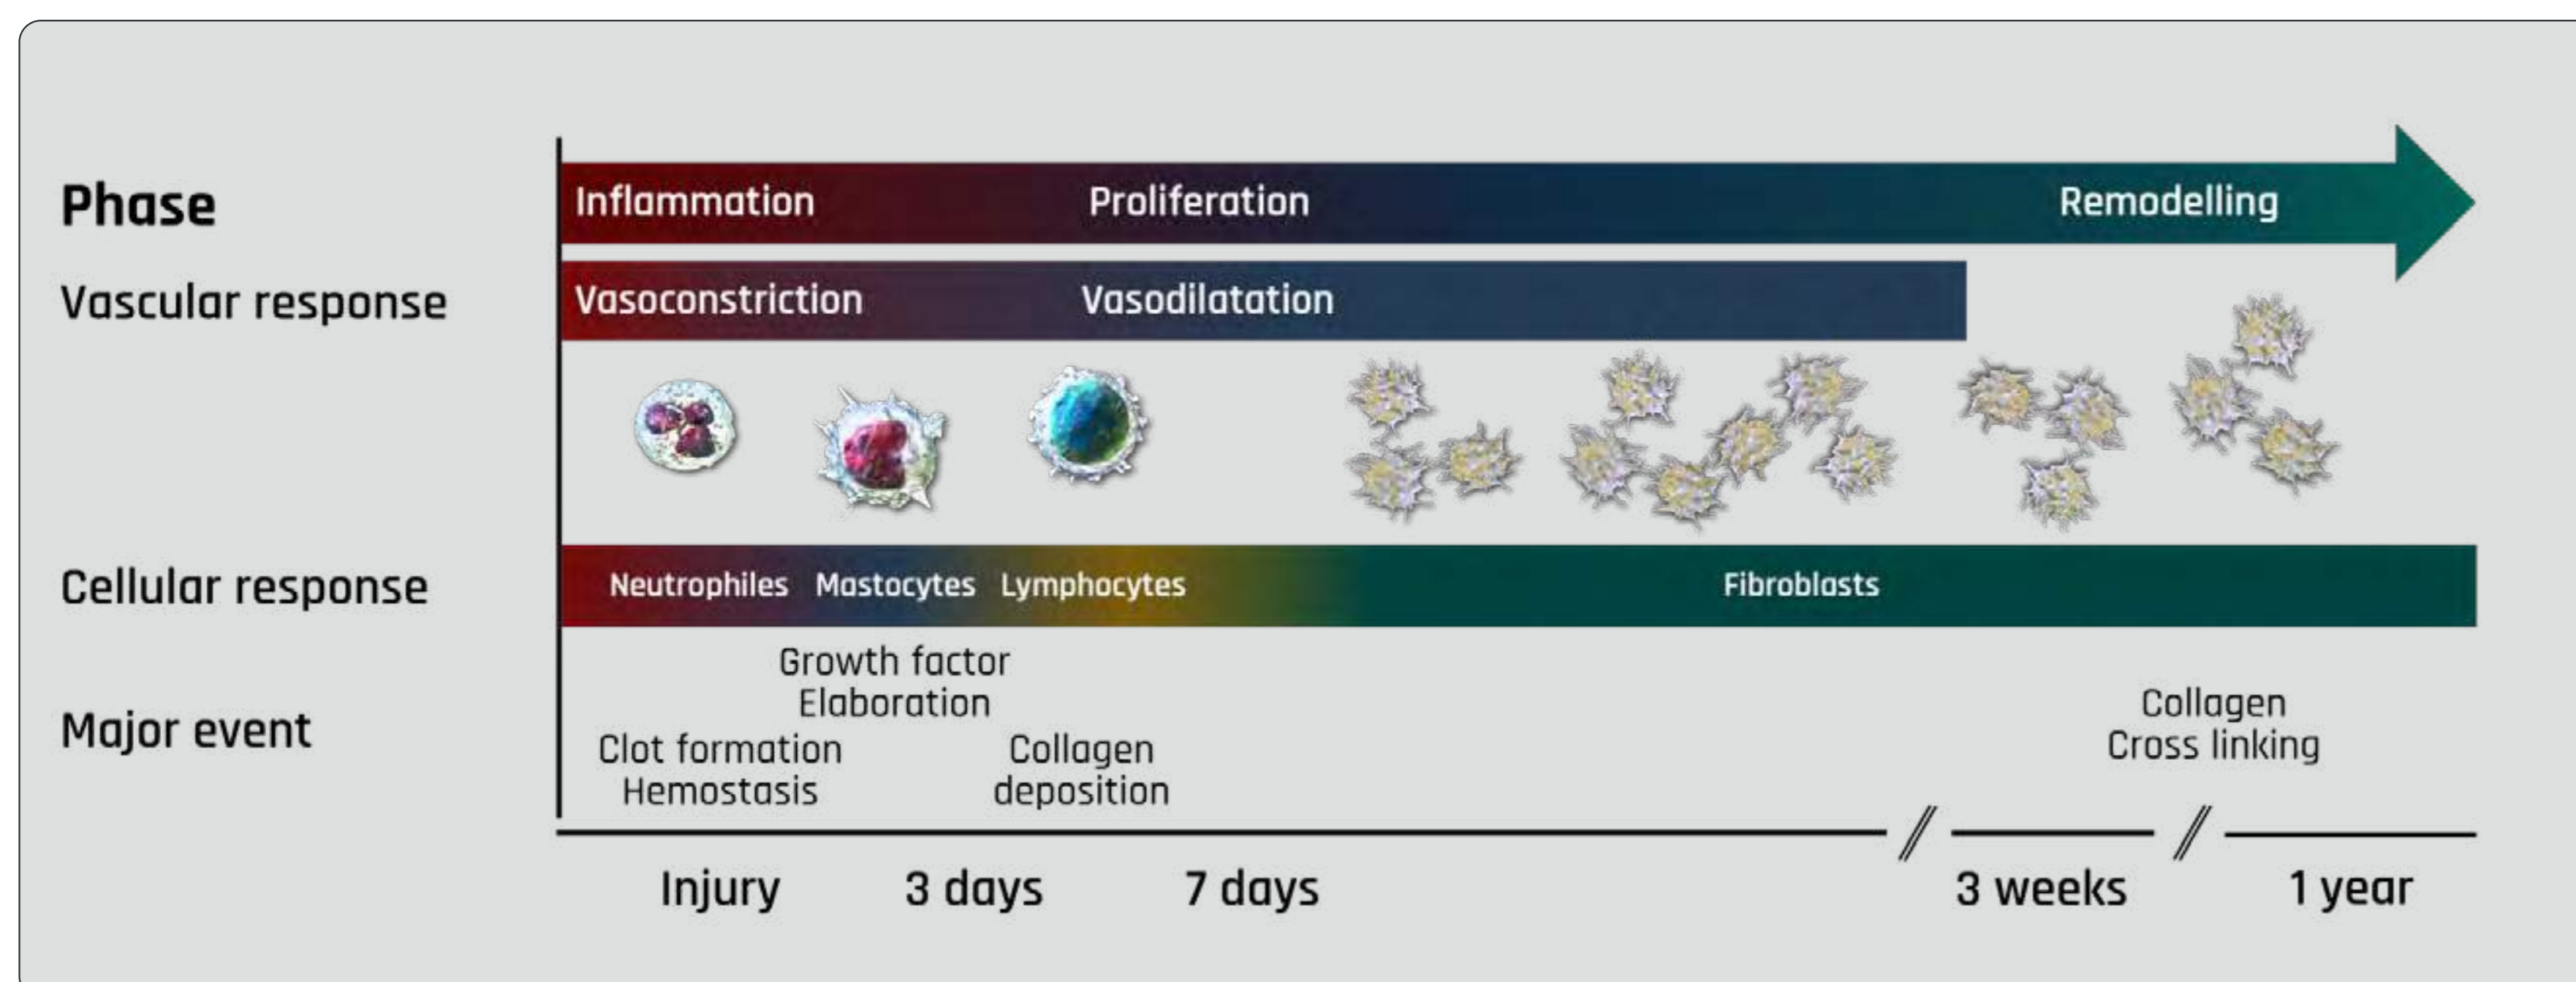 Phase
Inflammation
Proliferation
Remodelling
Vascular response
Vasoconstriction
Vasodilatation
Cellular response
Neutrophiles
Mastocytes
Lymphocytes
Fibroblasts
Major event
Growth factor
Elaboration
Clot formation
Hemostasis
Collagen
deposition
Collagen
Cross linking
Injury
3 days
7 days
3 weeks
1 year